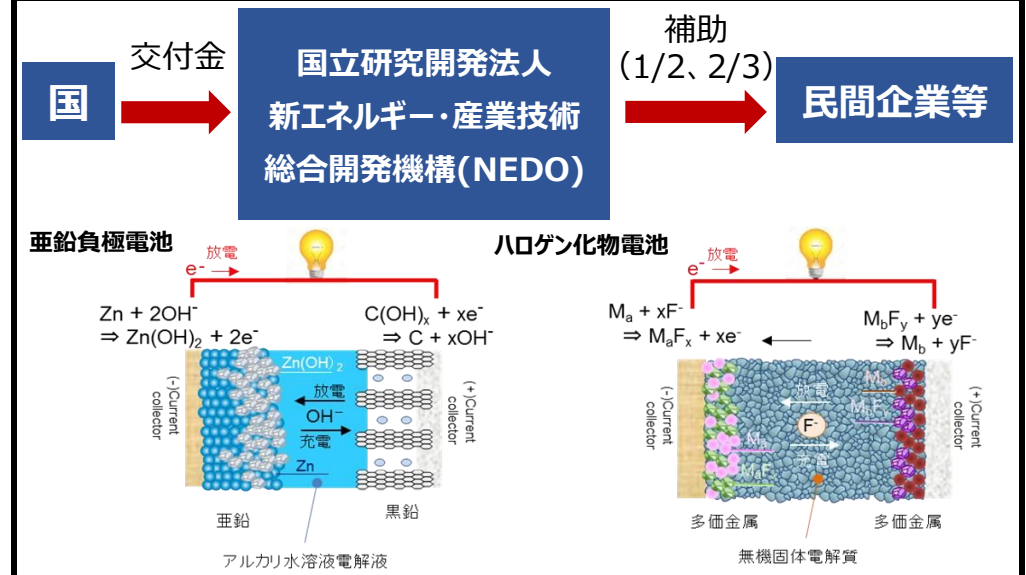 国
交付金
国立研究開発法人
新エネルギー・産業技術
総合開発機構(NEDO)
補助
（1/2、2/3）
民間企業等
亜鉛負極電池
放電
e⁻
Zn + 2OH⁻
⇒ Zn(OH)₂ + 2e⁻
C(OH)ₓ + xe⁻
⇒ C + xOH⁻
(-)Current
collector
Zn(OH)₂
放電
OH⁻
充電
Zn
(+)Current
collector
亜鉛
黒鉛
アルカリ水溶液電解液
ハロゲン化物電池
放電
e⁻
Mₐ + xF⁻
⇒ MₐFₓ + xe⁻
M_bF_y + ye⁻
⇒ M_b + yF⁻
(-)Current
collector
放電
F⁻
充電
(+)Current
collector
多価金属
多価金属
無機固体電解質